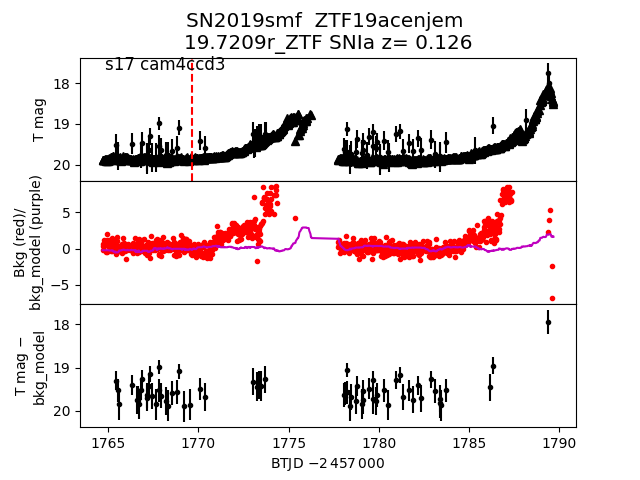 SN2019smf  ZTF19acenjem
19.7209r_ZTF SNIa z= 0.126
s17 cam4ccd3
T mag
18
19
20
Bkg (red)/
bkg_model (purple)
5
0
−5
T mag −
bkg_model
18
19
20
1765 1770 1775 1780 1785 1790
BTJD −2 457 000